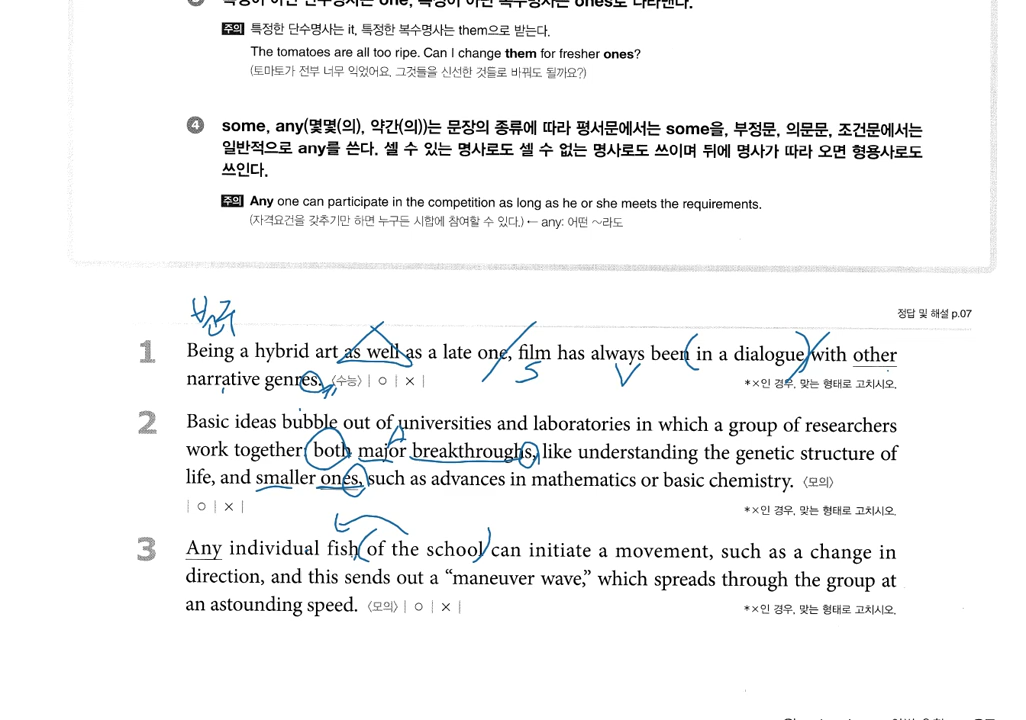 주의 특정한 단수명사는 it, 특정한 복수명사는 them으로 받는다.
The tomatoes are all too ripe. Can I change them for fresher ones?
(토마토가 전부 너무 익었어요, 그것들을 신선한 것들로 바꿔도 될까요?)
4 some, any(몇몇(의), 약간(의))는 문장의 종류에 따라 평서문에서는 some을, 부정문, 의문문, 조건문에서는
일반적으로 any를 쓴다. 셀 수 있는 명사로도 셀 수 없는 명사로도 쓰이며 뒤에 명사가 따라 오면 형용사로도
쓰인다.
주의 Any one can participate in the competition as long as he or she meets the requirements.
(자격요건을 갖추기만 하면 누구든 시합에 참여할 수 있다.) ← any: 어떤 ~라도
정답 및 해설 p.07
1 Being a hybrid art as well as a late one, film has always been in a dialogue with other
narrative genres. 〈수능〉 | ○ | × |
*×인 경우, 맞는 형태로 고치시오.
2 Basic ideas bubble out of universities and laboratories in which a group of researchers
work together both major breakthroughs, like understanding the genetic structure of
life, and smaller ones, such as advances in mathematics or basic chemistry. 〈모의〉
| ○ | × |
*×인 경우, 맞는 형태로 고치시오.
3 Any individual fish of the school can initiate a movement, such as a change in
direction, and this sends out a “maneuver wave,” which spreads through the group at
an astounding speed. 〈모의〉 | ○ | × |
*×인 경우, 맞는 형태로 고치시오.